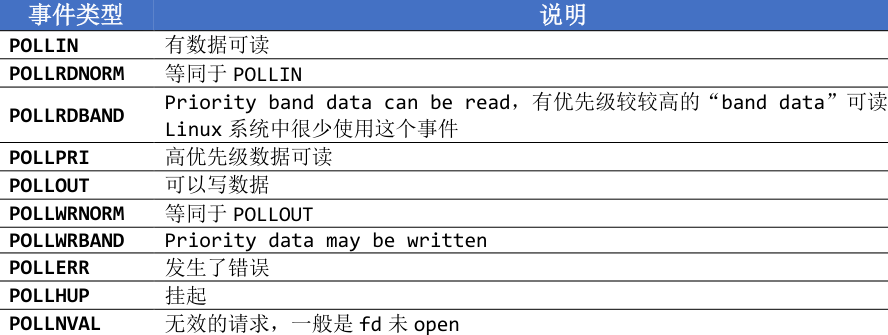 事件类型 说明
POLLIN 有数据可读
POLLRDNORM 等同于 POLLIN
POLLRDBAND Priority band data can be read，有优先级较较高的“band data”可读
Linux 系统中很少使用这个事件
POLLPRI 高优先级数据可读
POLLOUT 可以写数据
POLLWRNORM 等同于 POLLOUT
POLLWRBAND Priority data may be written
POLLERR 发生了错误
POLLHUP 挂起
POLLNVAL 无效的请求，一般是 fd 未 open